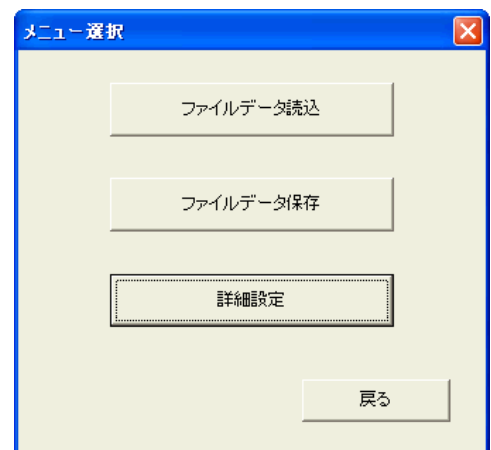 メニュー選択
ファイルデータ読込
ファイルデータ保存
詳細設定
戻る